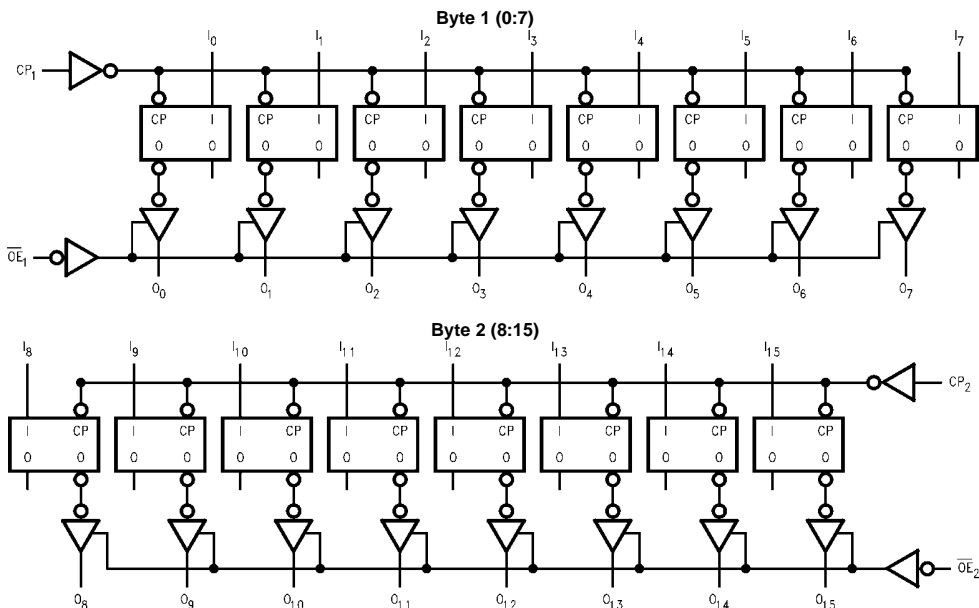 Byte 1 (0:7)
I0 I1 I2 I3 I4 I5 I6 I7
CP1
CP I CP I CP I CP I CP I CP I CP I CP I
O O O O O O O O O O O O O O O O
OE1
O0 O1 O2 O3 O4 O5 O6 O7
Byte 2 (8:15)
I8 I9 I10 I11 I12 I13 I14 I15
CP2
I CP I CP I CP I CP I CP I CP I CP I CP
O O O O O O O O O O O O O O O O
OE2
O8 O9 O10 O11 O12 O13 O14 O15